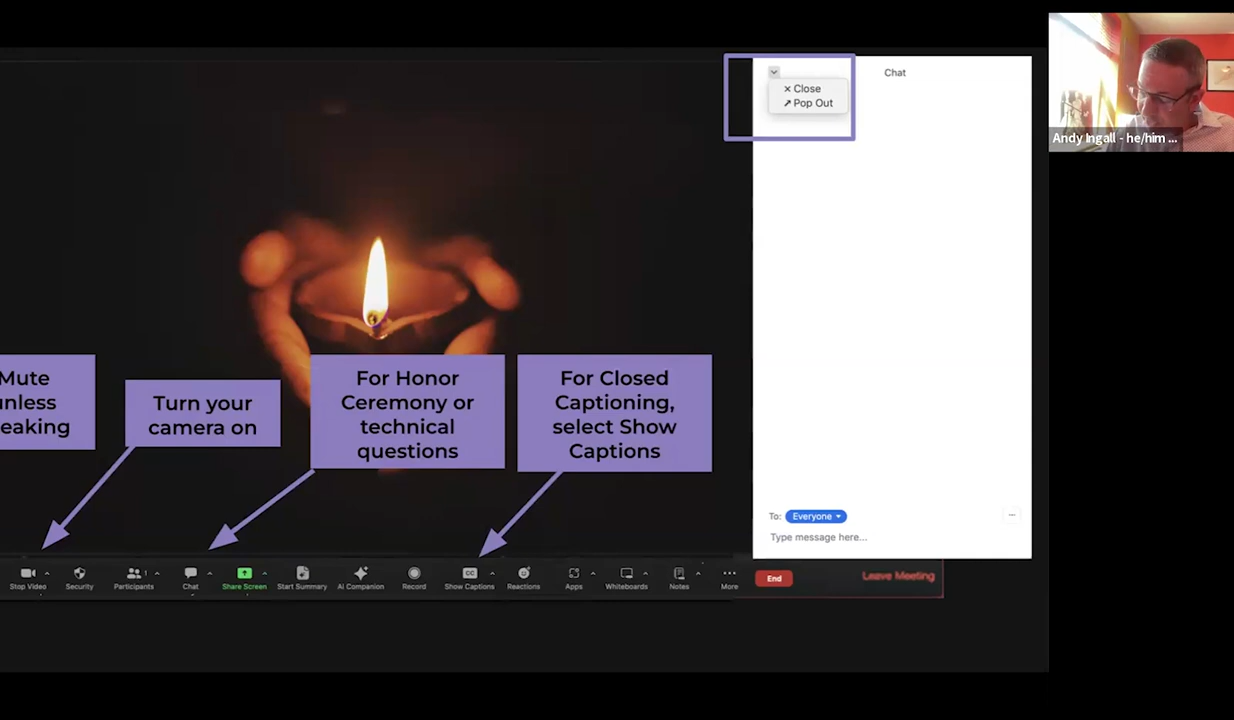 Chat
× Close
↗ Pop Out
Andy Ingall - he/him ...
Mute
unless
eaking
Turn your
camera on
For Honor
Ceremony or
technical
questions
For Closed
Captioning,
select Show
Captions
To: Everyone
Type message here...
Stop Video
Security
Participants
1
Chat
Share Screen
Start Summary
AI Companion
Record
CC
Show Captions
Reactions
Apps
Whiteboards
Notes
More
End
Leave Meeting